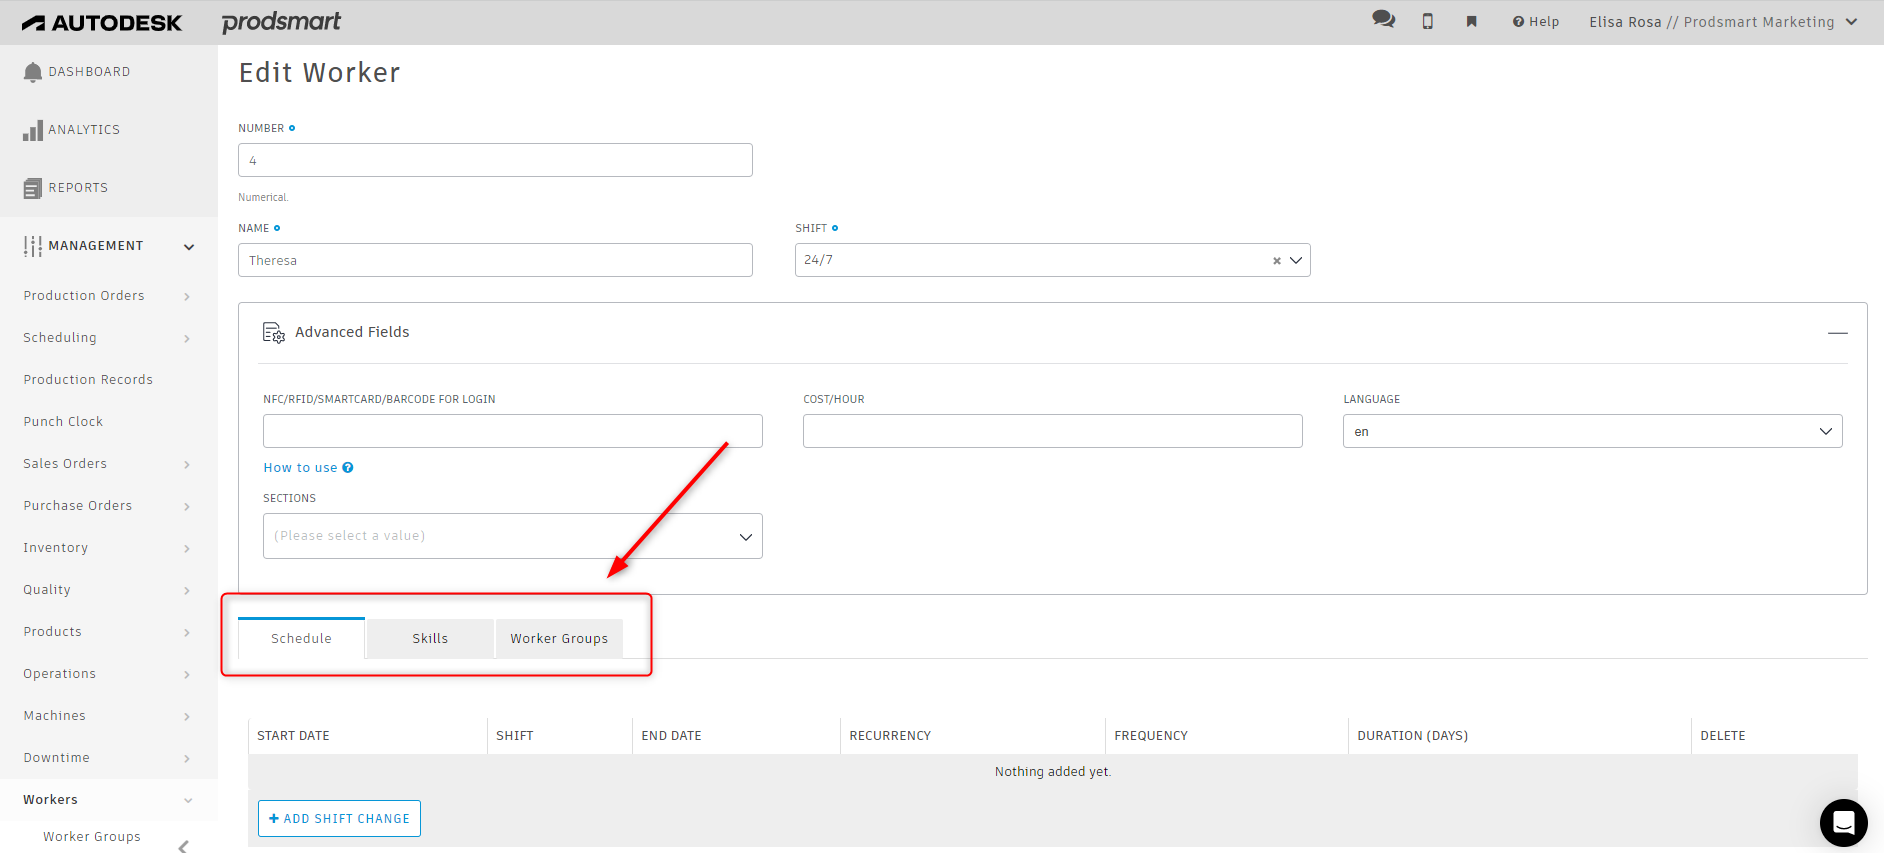 AUTODESK prodsmart Help Elisa Rosa // Prodsmart Marketing
DASHBOARD
ANALYTICS
REPORTS
MANAGEMENT
Production Orders
Scheduling
Production Records
Punch Clock
Sales Orders
Purchase Orders
Inventory
Quality
Products
Operations
Machines
Downtime
Workers
Worker Groups
Edit Worker
NUMBER
4
Numerical.
NAME SHIFT
Theresa 24/7
Advanced Fields
NFC/RFID/SMARTCARD/BARCODE FOR LOGIN COST/HOUR LANGUAGE
en
How to use
SECTIONS
(Please select a value)
Schedule Skills Worker Groups
START DATE SHIFT END DATE RECURRENCY FREQUENCY DURATION (DAYS) DELETE
Nothing added yet.
+ ADD SHIFT CHANGE